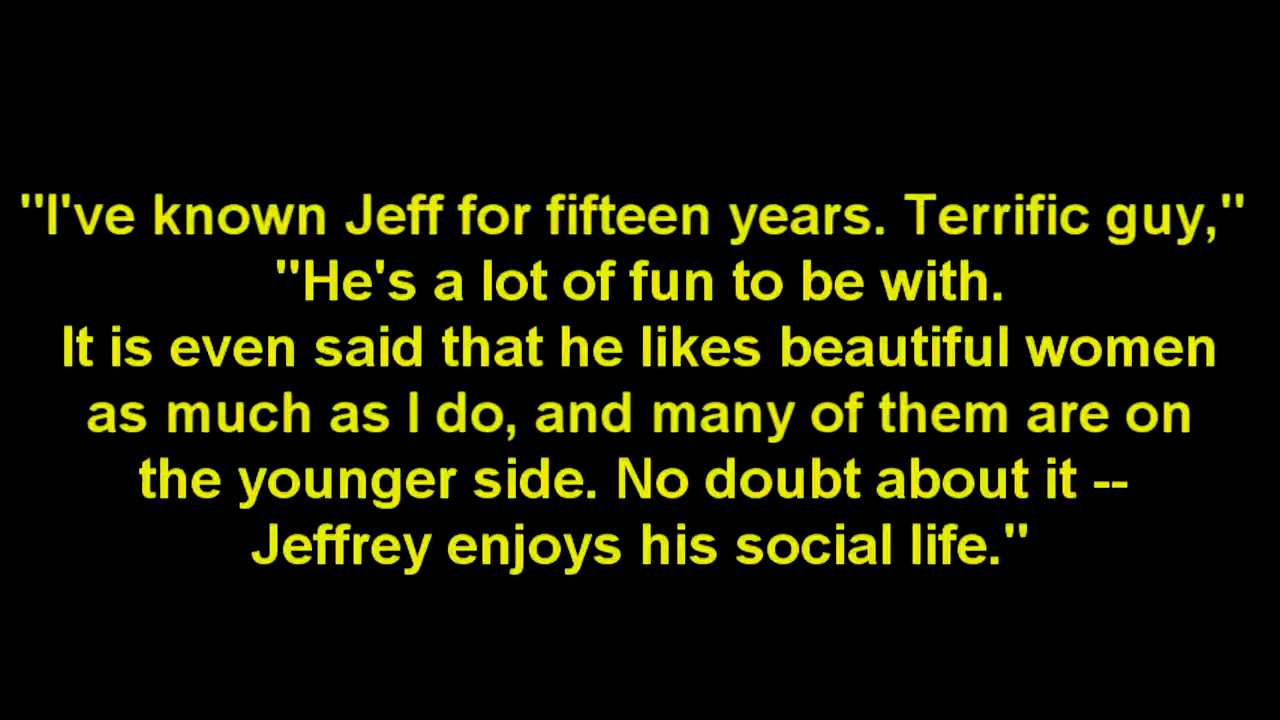 "I've known Jeff for fifteen years. Terrific guy,"
"He's a lot of fun to be with.
It is even said that he likes beautiful women
as much as I do, and many of them are on
the younger side. No doubt about it --
Jeffrey enjoys his social life."